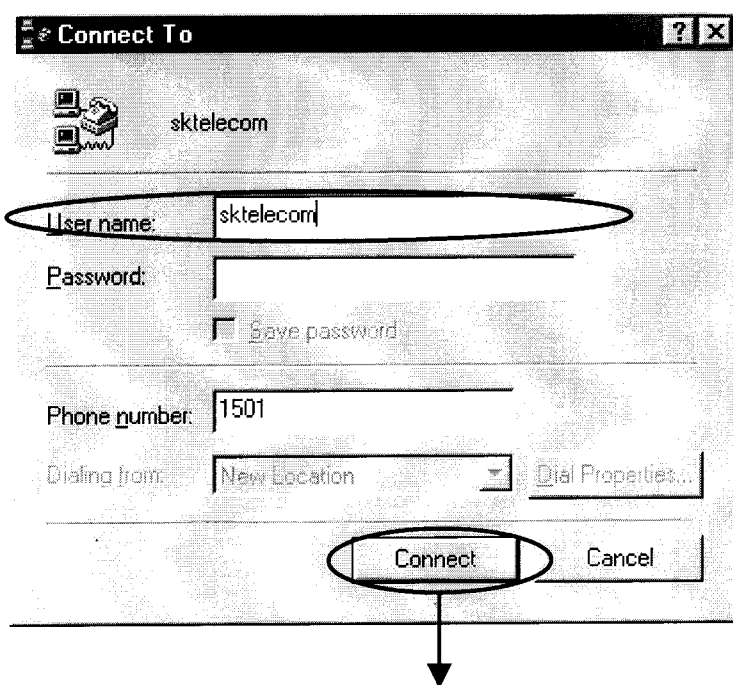 Connect To
sktelecom
User name: sktelecom
Password:
Save password
Phone number: 1501
Dialing from: New Location Dial Properties...
Connect Cancel